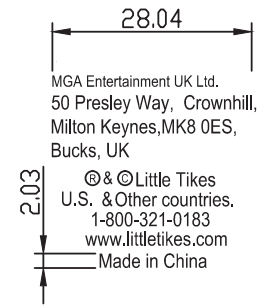 28.04
MGA Entertainment UK Ltd.
50 Presley Way, Crownhill,
Milton Keynes,MK8 0ES,
Bucks, UK
® & © Little Tikes
U.S. & Other countries.
1-800-321-0183
www.littletikes.com
Made in China
2.03